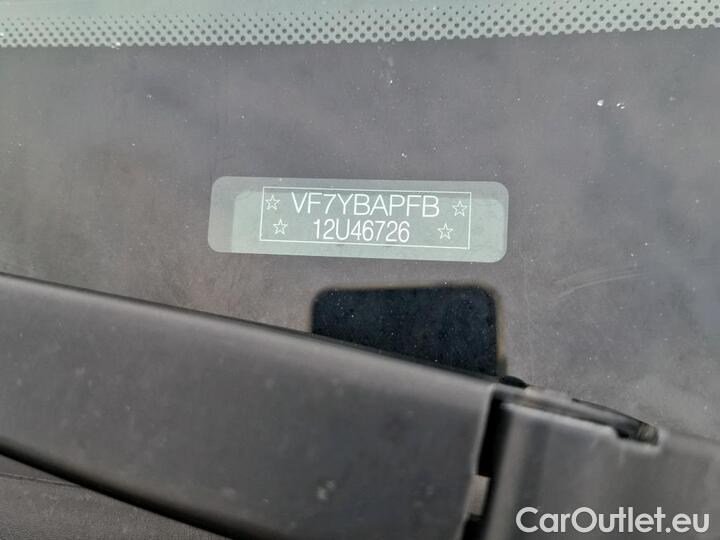 ☆ VF7YBAPFB ☆
☆ 12U46726 ☆
CarOutlet.eu